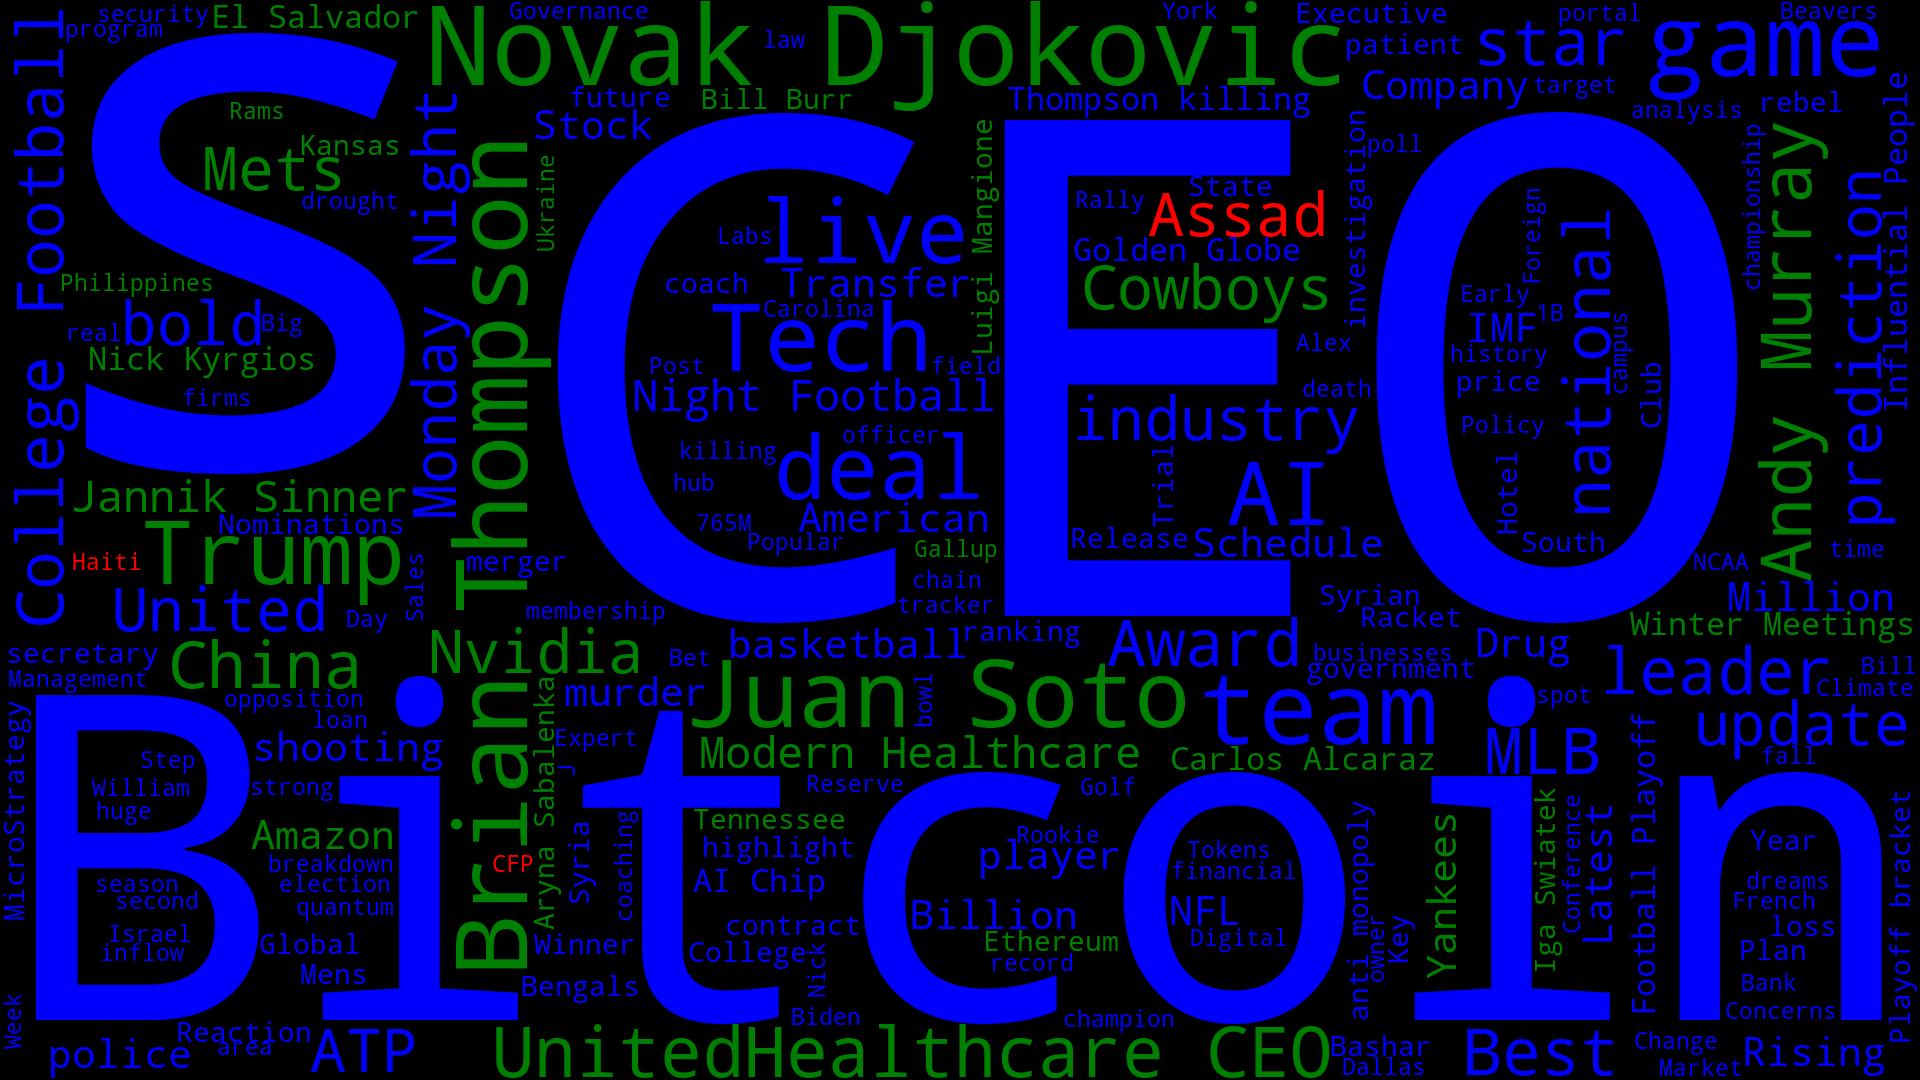 security
El Salvador
program
Novak Djokovic
Governance
law
York
Executive
portal
Beavers
patient
star
game
Company
target
analysis
rebel
future
Bill Burr
Thompson killing
Stock
S
CEO
College Football
Rams
Kansas
Mets
drought
Monday Night
Brian Thompson
Ukraine
Philippines
bold
Big
real
Nick Kyrgios
firms
live
Labs
coach
Transfer
Carolina
Tech
Post
field
Night Football
officer
killing
deal
hub
765M
American
Popular
Luigi Mangione
Gallup
chain
tracker
State
Rally
Assad
Golden Globe
Cowboys
Alex
death
industry
Trial
AI
Release
Schedule
investigation
poll
Foreign
national
Early
1B
IMF
history
campus
price
Club
Policy
Hotel
South
championship
Andy Murray
prediction
Influential People
NCAA
time
Jannik Sinner
Nominations
Trump
Haiti
Sales
merger
United
Day
membership
Syrian
Racket
Million
Winter Meetings
secretary
China
Nvidia
Bet
basketball
ranking
Award
businesses
government
Drug
leader
Bill
Climate
Management
opposition
loan
murder
Juan Soto
bowl
team
spot
update
Bitcoin
MicroStrategy
shooting
Step
William
huge
strong
Amazon
breakdown
season
second
election
quantum
Israel
inflow
Global
Mens
CFP
Aryna Sabalenka
Expert
J
Syria
coaching
Modern Healthcare
Carlos Alcaraz
MLB
fall
Reserve
Golf
Tennessee
highlight
AI Chip
Rookie
player
Tokens
financial
contract
Billion
NFL
Digital
College
Ethereum
record
Nick
Winner
Bengals
anti monopoly
owner
Key
Yankees
Iga Swiatek
Conference
Latest
Football Playoff
Year
dreams
French
loss
Plan
Bank
Concerns
Playoff bracket
Week
Reaction
area
police
ATP
UnitedHealthcare CEO
Biden
champion
Bashar
Dallas
Best
Change
Market
Rising